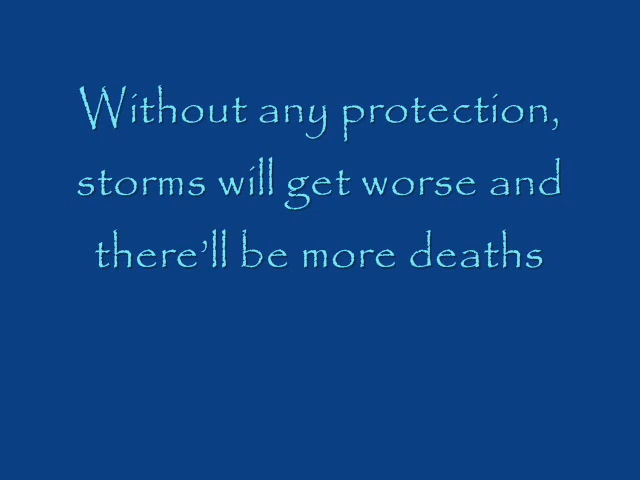 Without any protection,
storms will get worse and
there’ll be more deaths